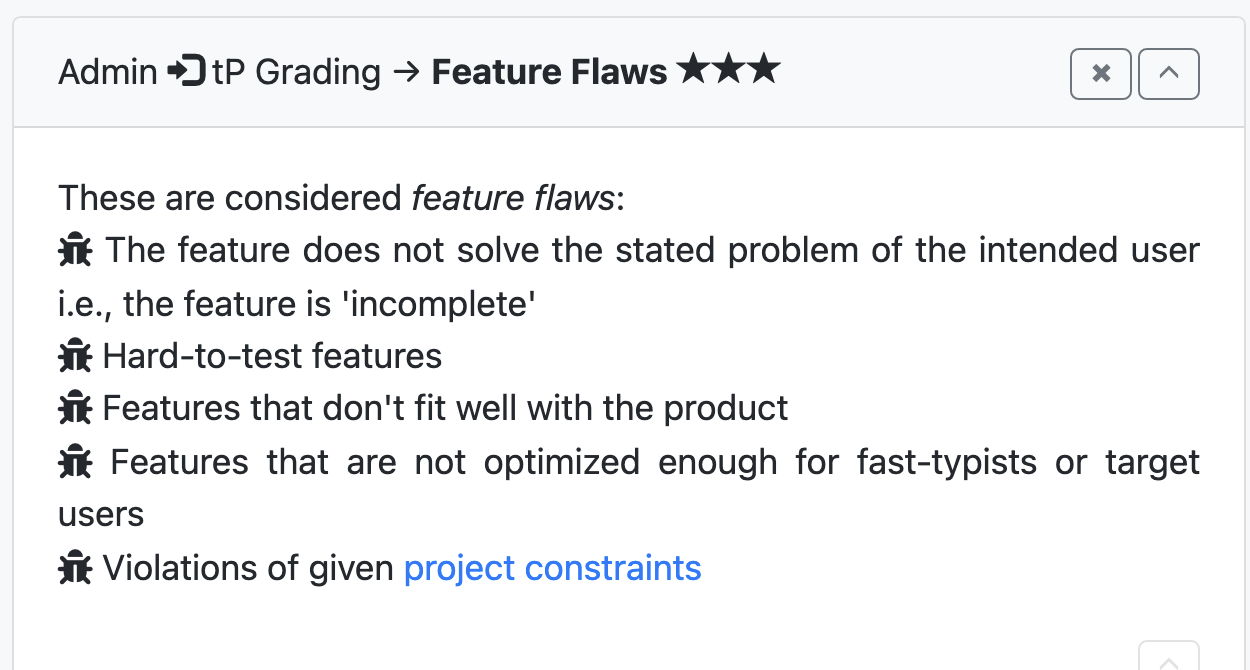 Admin tP Grading → Feature Flaws ★★★
These are considered feature flaws:
The feature does not solve the stated problem of the intended user
i.e., the feature is 'incomplete'
Hard-to-test features
Features that don't fit well with the product
Features that are not optimized enough for fast-typists or target
users
Violations of given project constraints